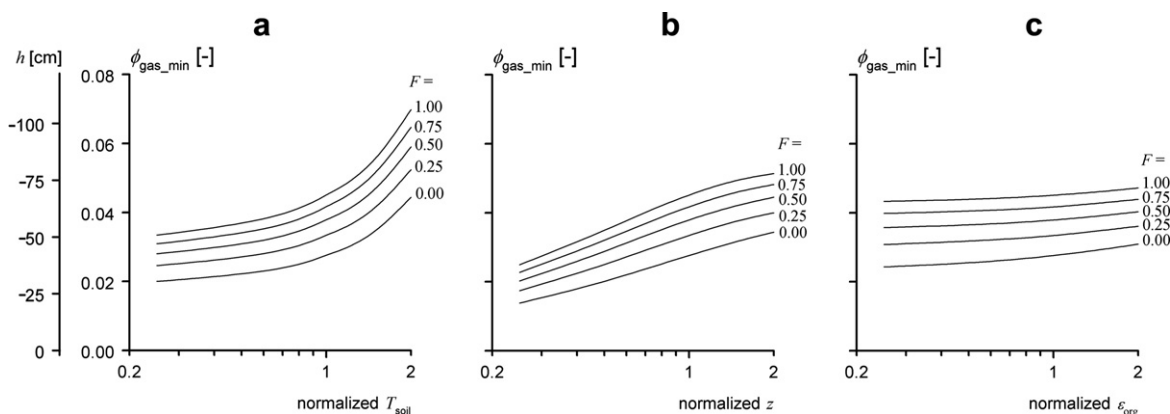 a b c
h [cm] ϕgas_min [-] ϕgas_min [-] ϕgas_min [-]
0.08 F =
-100 1.00
0.75
0.06 0.50 F = F =
-75 0.25 1.00 1.00
0.00 0.75 0.75
0.04 0.50 0.50
-50 0.25 0.25
0.00 0.00
0.02
-25
0 0.00
0.2 1 2 0.2 1 2 0.2 1 2
normalized Tsoil normalized z normalized εorg